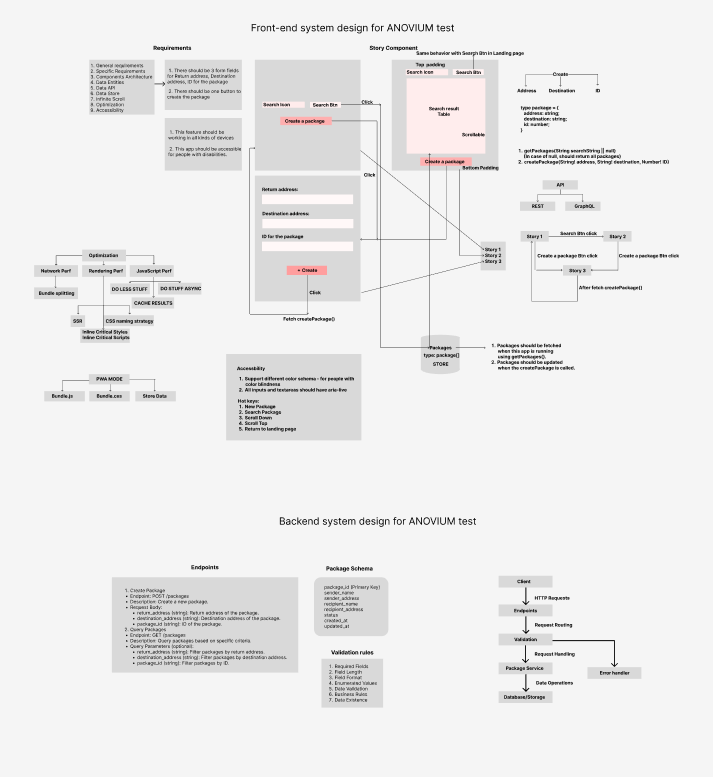 Front-end system design for ANOVIUM test
Requirements
1. General requirements
2. Specific Requirements
3. Components Architecture
4. Data Entities
5. Data API
6. Data Store
7. Infinite Scroll
8. Optimization
9. Accessibility
1. There should be 3 form fields
for Return address, Destination
address, ID for the package
2. There should be one button to
create the package
1. This feature should be
working in all kinds of devices
2. This app should be accessible
for people with disabilities.
Story Component
Same behavior with Search Btn in Landing page
Top padding
Search Icon
Search Btn
Search result
Table
Scrollable
Create a package
Bottom Padding
Search Icon
Search Btn
Click
Create a package
Click
Return address:
Destination address:
ID for the package
+ Create
Click
Fetch createPackage()
Story 1
Story 2
Story 3
Packages
type: package[]
STORE
1. Packages should be fetched
when this app is running
using getPackages().
2. Packages should be updated
when the createPackage is called.
Create
Address
Destination
ID
type package = {
address: string;
destination: string;
id: number;
}
1. getPackages(String searchString || null)
(In case of null, should return all packages)
2. createPackage(String! address, String! destination, Number! ID)
API
REST
GraphQL
Story 1
Search Btn click
Story 2
Create a package Btn click
Create a package Btn click
Story 3
After fetch createPackage()
Optimization
Network Perf
Rendering Perf
JavaScript Perf
Bundle splitting
DO LESS STUFF
DO STUFF ASYNC
CACHE RESULTS
SSR
CSS naming strategy
Inline Critical Styles
Inline Critical Scripts
PWA MODE
Bundle.js
Bundle.css
Store Data
Accessbility
1. Support different color schema - for people with
color blindness
2. All inputs and textareas should have aria-live
Hot keys:
1. New Package
2. Search Package
3. Scroll Down
4. Scroll Top
5. Return to landing page
Backend system design for ANOVIUM test
Endpoints
1. Create Package
• Endpoint: POST /packages
• Description: Create a new package.
• Request Body:
• return_address (string): Return address of the package.
• destination_address (string): Destination address of the package.
• package_id (string): ID of the package.
2. Query Packages
• Endpoint: GET /packages
• Description: Query packages based on specific criteria.
• Query Parameters (optional):
• return_address (string): Filter packages by return address.
• destination_address (string): Filter packages by destination address.
• package_id (string): Filter packages by ID.
Package Schema
package_id (Primary Key)
sender_name
sender_address
recipient_name
recipient_address
status
created_at
updated_at
Validation rules
1. Required Fields
2. Field Length
3. Field Format
4. Enumerated Values
5. Date Validation
6. Business Rules
7. Data Existence
Client
HTTP Requests
Endpoints
Request Routing
Validation
Request Handling
Package Service
Error handler
Data Operations
Database/Storage